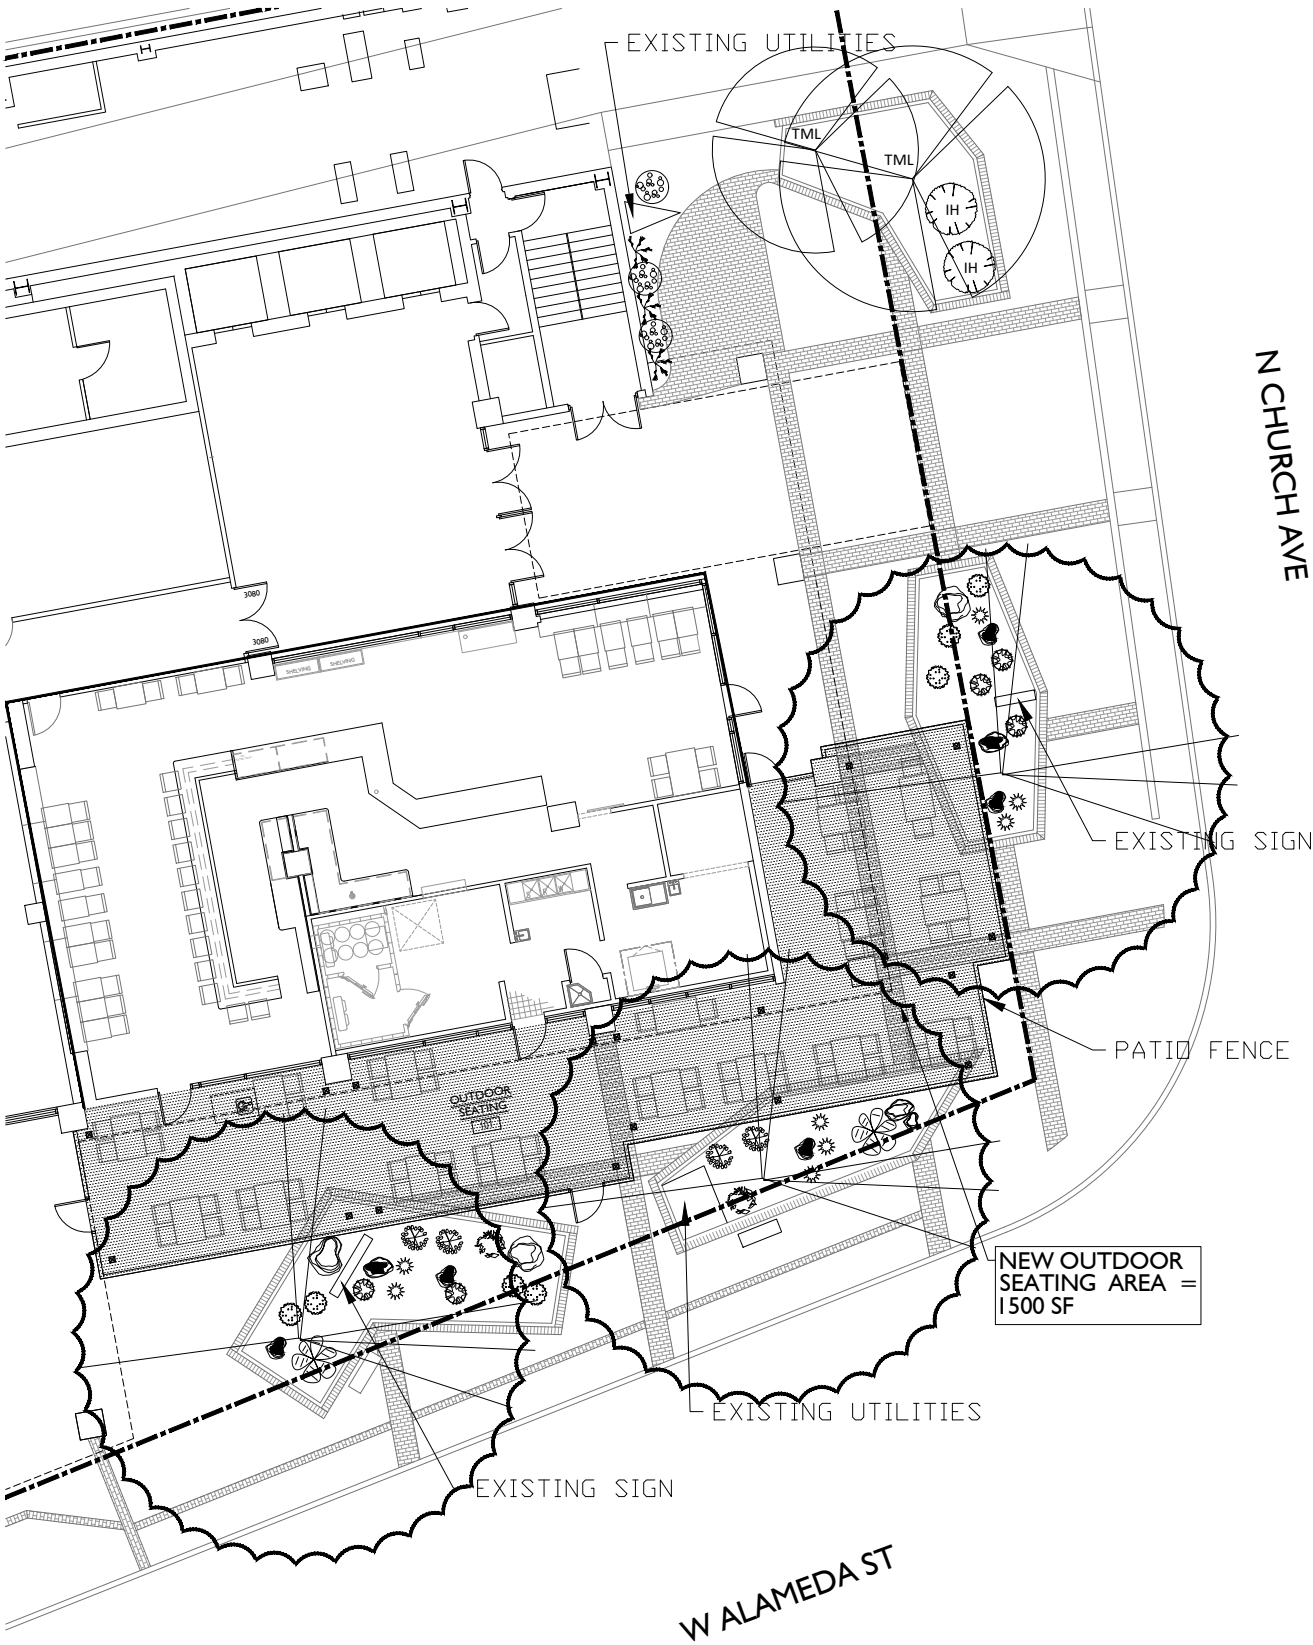 EXISTING UTILITIES
TML
TML
IH
IH
N CHURCH AVE
3080
3080
SHELVING
SHELVING
EXISTING SIGN
PATIO FENCE
OUTDOOR
SEATING
101
NEW OUTDOOR
SEATING AREA =
1500 SF
EXISTING UTILITIES
EXISTING SIGN
W ALAMEDA ST